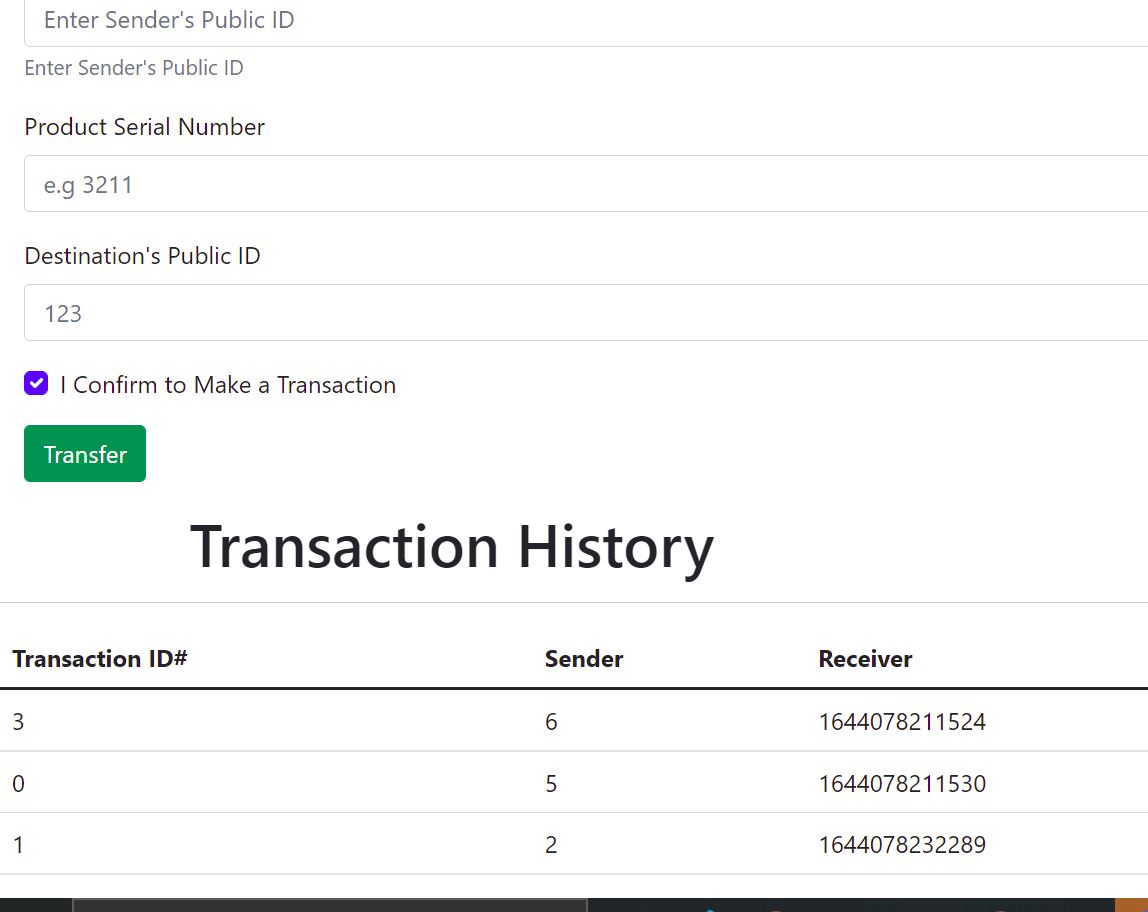 Enter Sender's Public ID
Enter Sender's Public ID
Product Serial Number
e.g 3211
Destination's Public ID
123
I Confirm to Make a Transaction
Transfer
Transaction History
Transaction ID# Sender Receiver
3 6 1644078211524
0 5 1644078211530
1 2 1644078232289